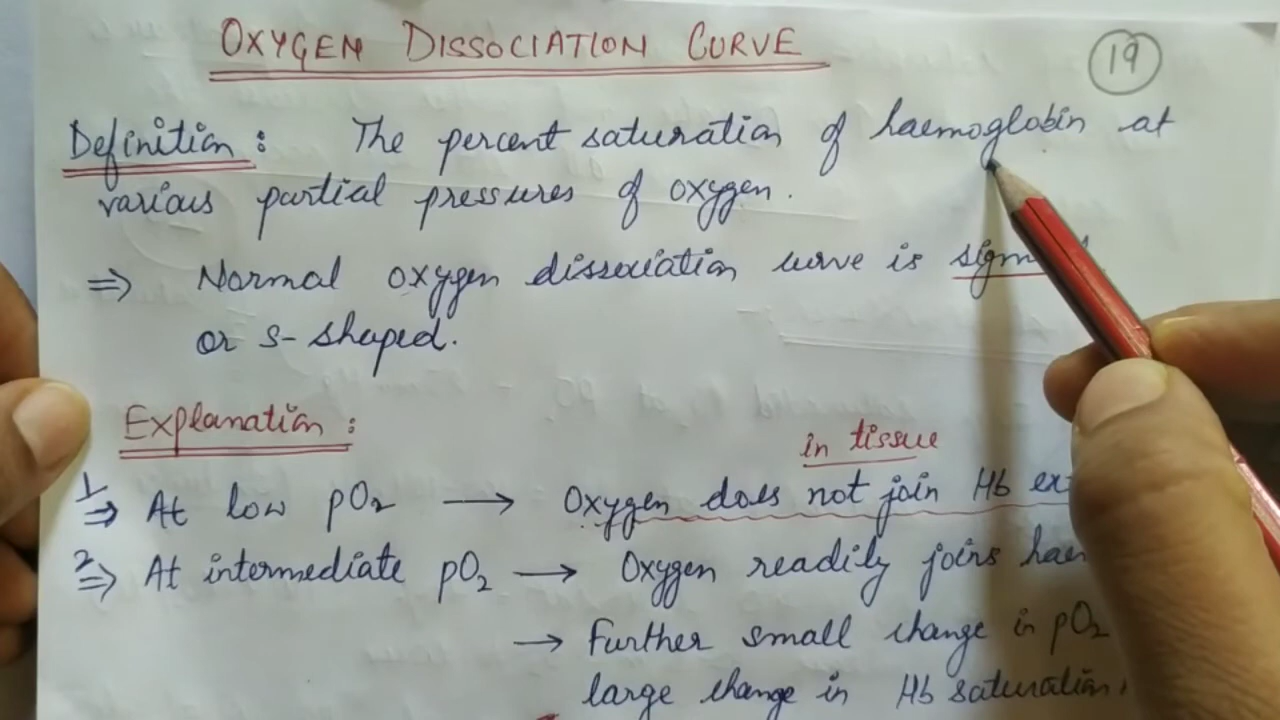 OXYGEN DISSOCIATION CURVE
19
Definition : The percent saturation of haemoglobin at
various partial pressures of oxygen.
⇒ Normal oxygen dissociation curve is
or s-shaped.
Explanation :
in tissue
1⇒ At low pO2 → Oxygen does not join Hb
2⇒ At intermediate pO2 → Oxygen readily joins
→ Further small change in pO2
large change in Hb saturation